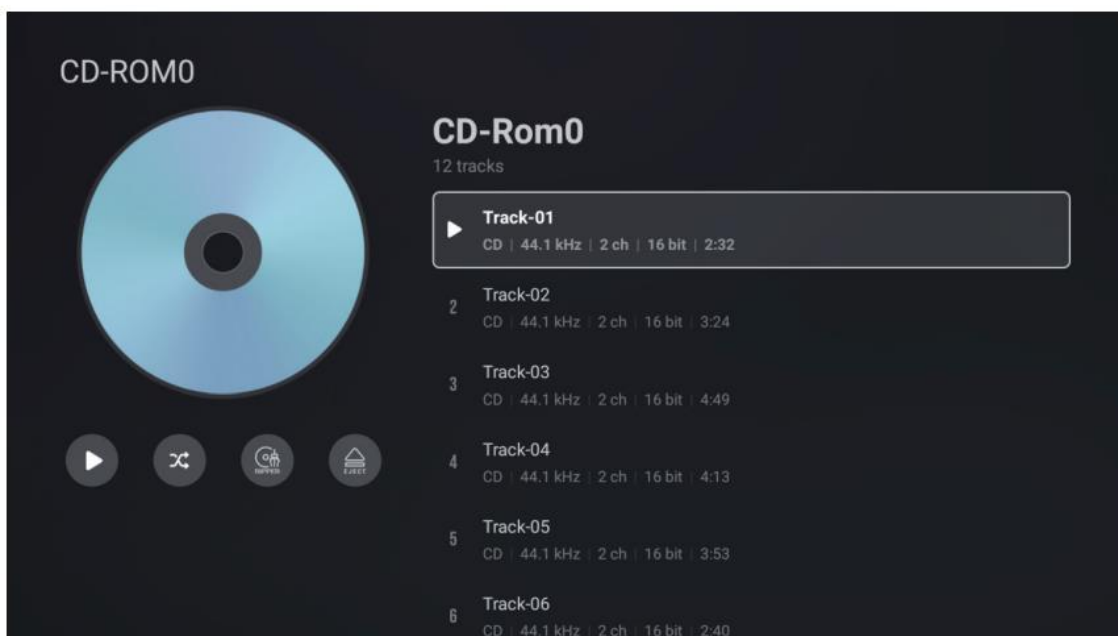 CD-ROM0
CD-Rom0
12 tracks
Track-01
CD | 44.1 kHz | 2 ch | 16 bit | 2:32
2
Track-02
CD | 44.1 kHz | 2 ch | 16 bit | 3:24
3
Track-03
CD | 44.1 kHz | 2 ch | 16 bit | 4:49
4
Track-04
CD | 44.1 kHz | 2 ch | 16 bit | 4:13
5
Track-05
CD | 44.1 kHz | 2 ch | 16 bit | 3:53
6
Track-06
CD | 44.1 kHz | 2 ch | 16 bit | 2:40
RIPPER
EJECT